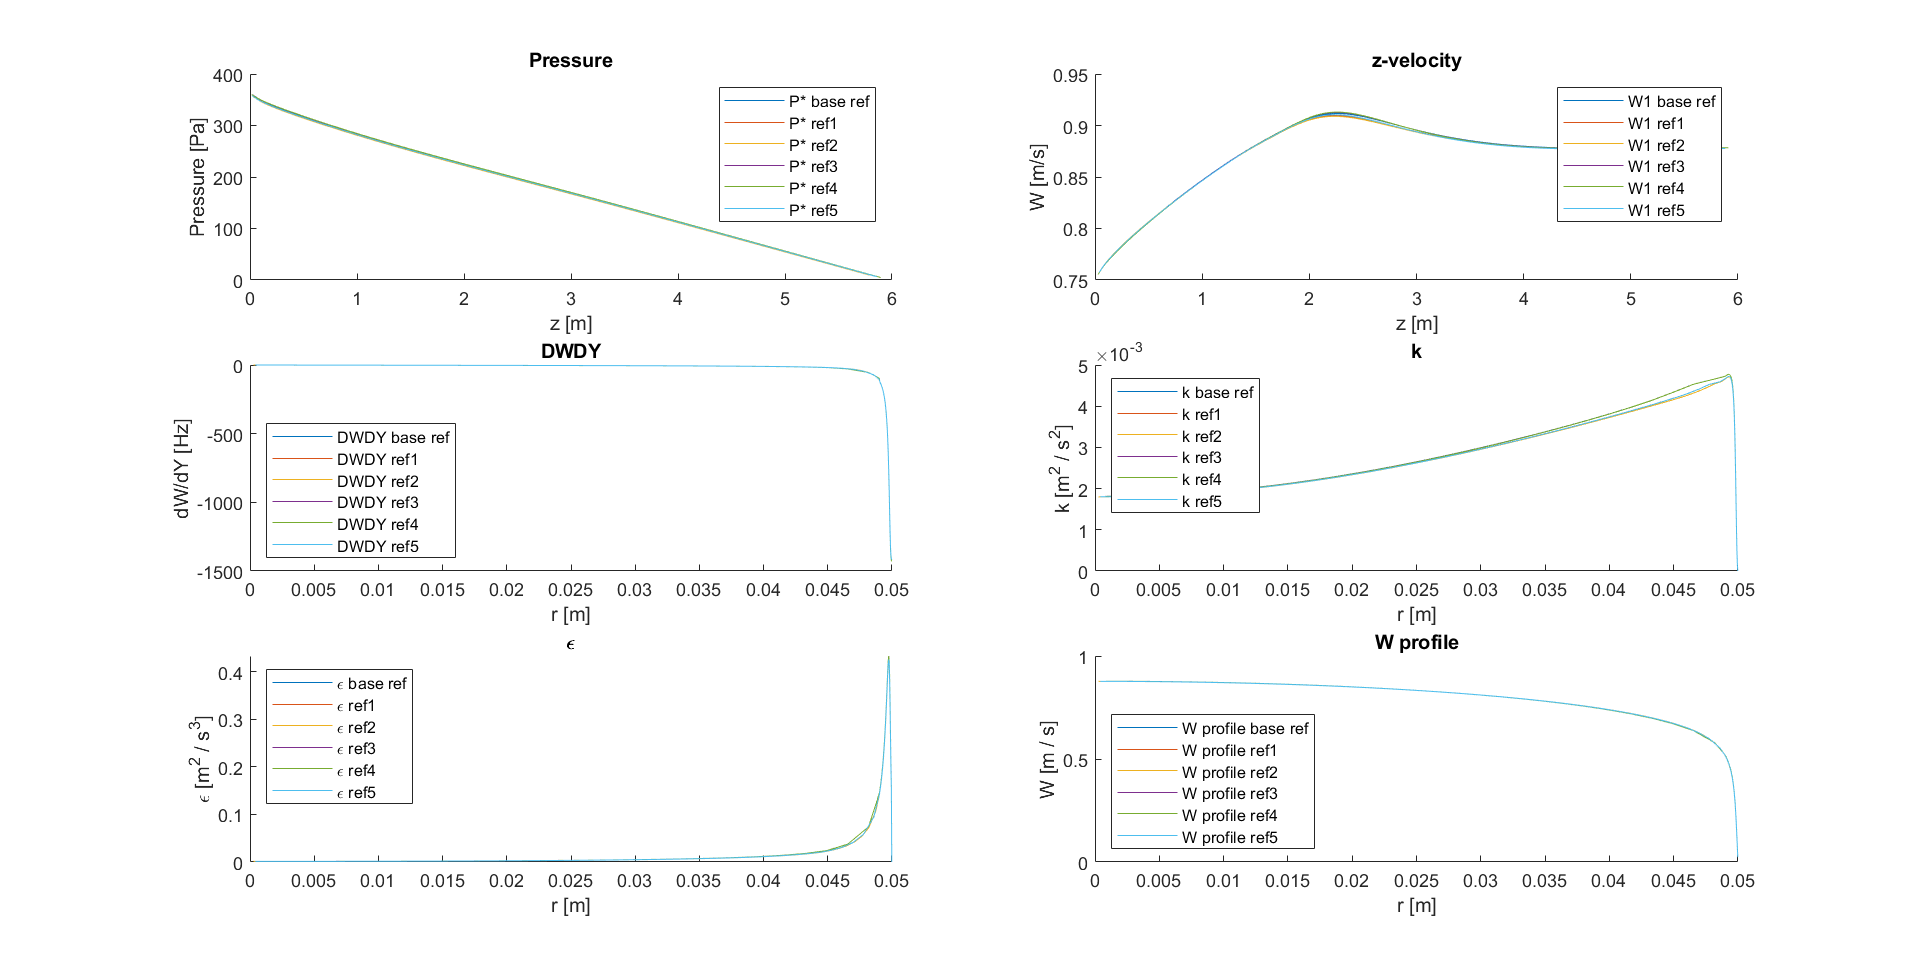 Pressure
400
300
200
100
0
Pressure [Pa]
P* base ref
P* ref1
P* ref2
P* ref3
P* ref4
P* ref5
0 1 2 3 4 5 6
z [m]
z-velocity
0.95
0.9
0.85
0.8
0.75
W [m/s]
W1 base ref
W1 ref1
W1 ref2
W1 ref3
W1 ref4
W1 ref5
0 1 2 3 4 5 6
z [m]
DWDY
0
-500
-1000
-1500
dW/dY [Hz]
DWDY base ref
DWDY ref1
DWDY ref2
DWDY ref3
DWDY ref4
DWDY ref5
0 0.005 0.01 0.015 0.02 0.025 0.03 0.035 0.04 0.045 0.05
r [m]
k
×10-3
5
4
3
2
1
0
k [m2 / s2]
k base ref
k ref1
k ref2
k ref3
k ref4
k ref5
0 0.005 0.01 0.015 0.02 0.025 0.03 0.035 0.04 0.045 0.05
r [m]
ϵ
0.4
0.3
0.2
0.1
0
ϵ [m2 / s3]
ϵ base ref
ϵ ref1
ϵ ref2
ϵ ref3
ϵ ref4
ϵ ref5
0 0.005 0.01 0.015 0.02 0.025 0.03 0.035 0.04 0.045 0.05
r [m]
W profile
1
0.5
0
W [m / s]
W profile base ref
W profile ref1
W profile ref2
W profile ref3
W profile ref4
W profile ref5
0 0.005 0.01 0.015 0.02 0.025 0.03 0.035 0.04 0.045 0.05
r [m]